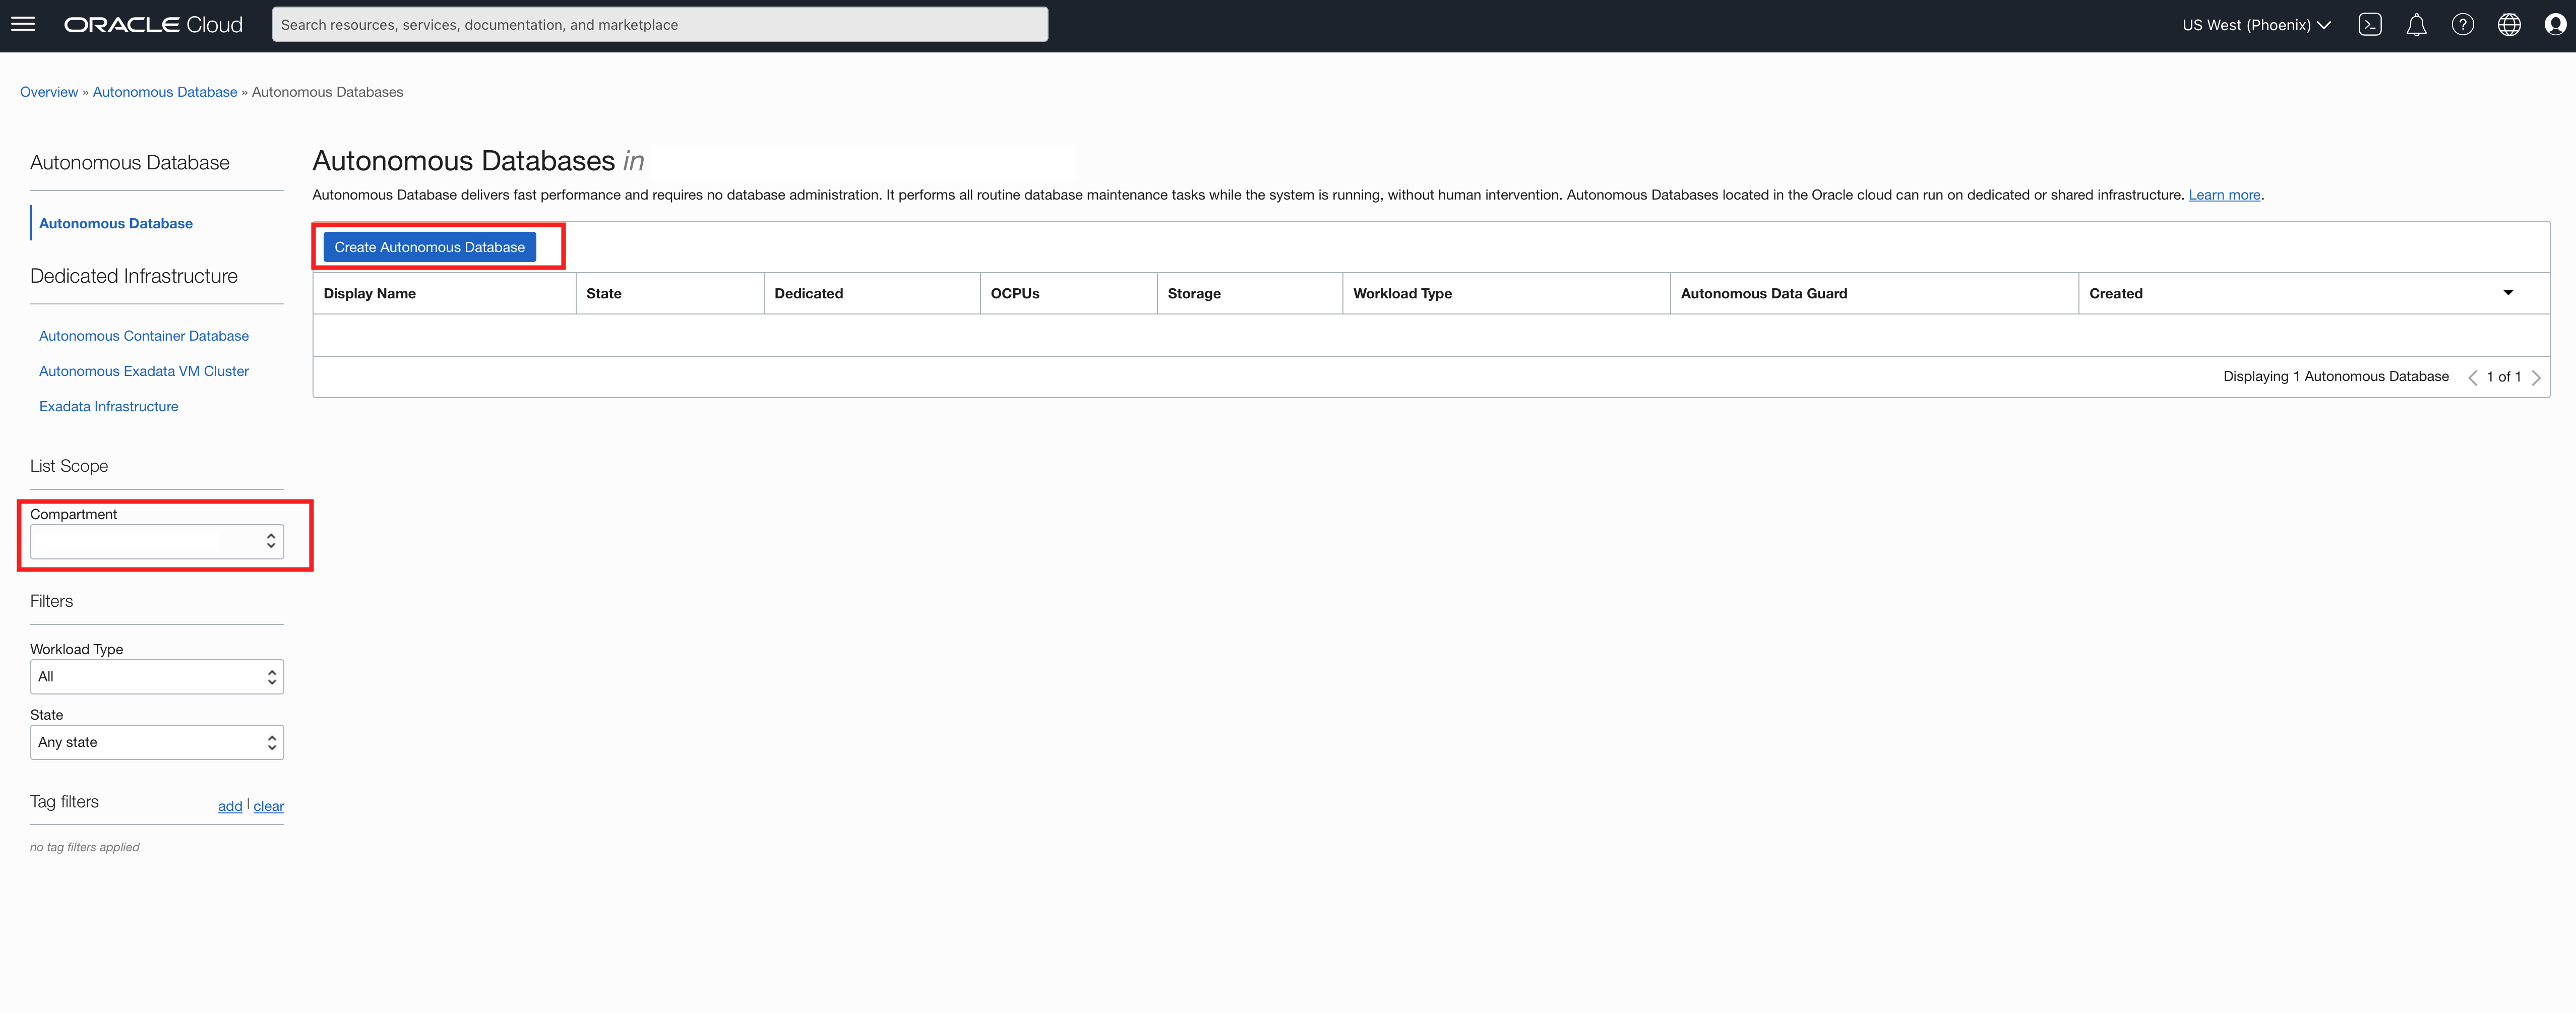 ORACLE Cloud
Search resources, services, documentation, and marketplace
US West (Phoenix)
Overview » Autonomous Database » Autonomous Databases
Autonomous Database
Autonomous Database
Dedicated Infrastructure
Autonomous Container Database
Autonomous Exadata VM Cluster
Exadata Infrastructure
List Scope
Compartment
Filters
Workload Type
All
State
Any state
Tag filters add | clear
no tag filters applied
Autonomous Databases in
Autonomous Database delivers fast performance and requires no database administration. It performs all routine database maintenance tasks while the system is running, without human intervention. Autonomous Databases located in the Oracle cloud can run on dedicated or shared infrastructure. Learn more.
Create Autonomous Database
Display Name State Dedicated OCPUs Storage Workload Type Autonomous Data Guard Created
Displaying 1 Autonomous Database < 1 of 1 >